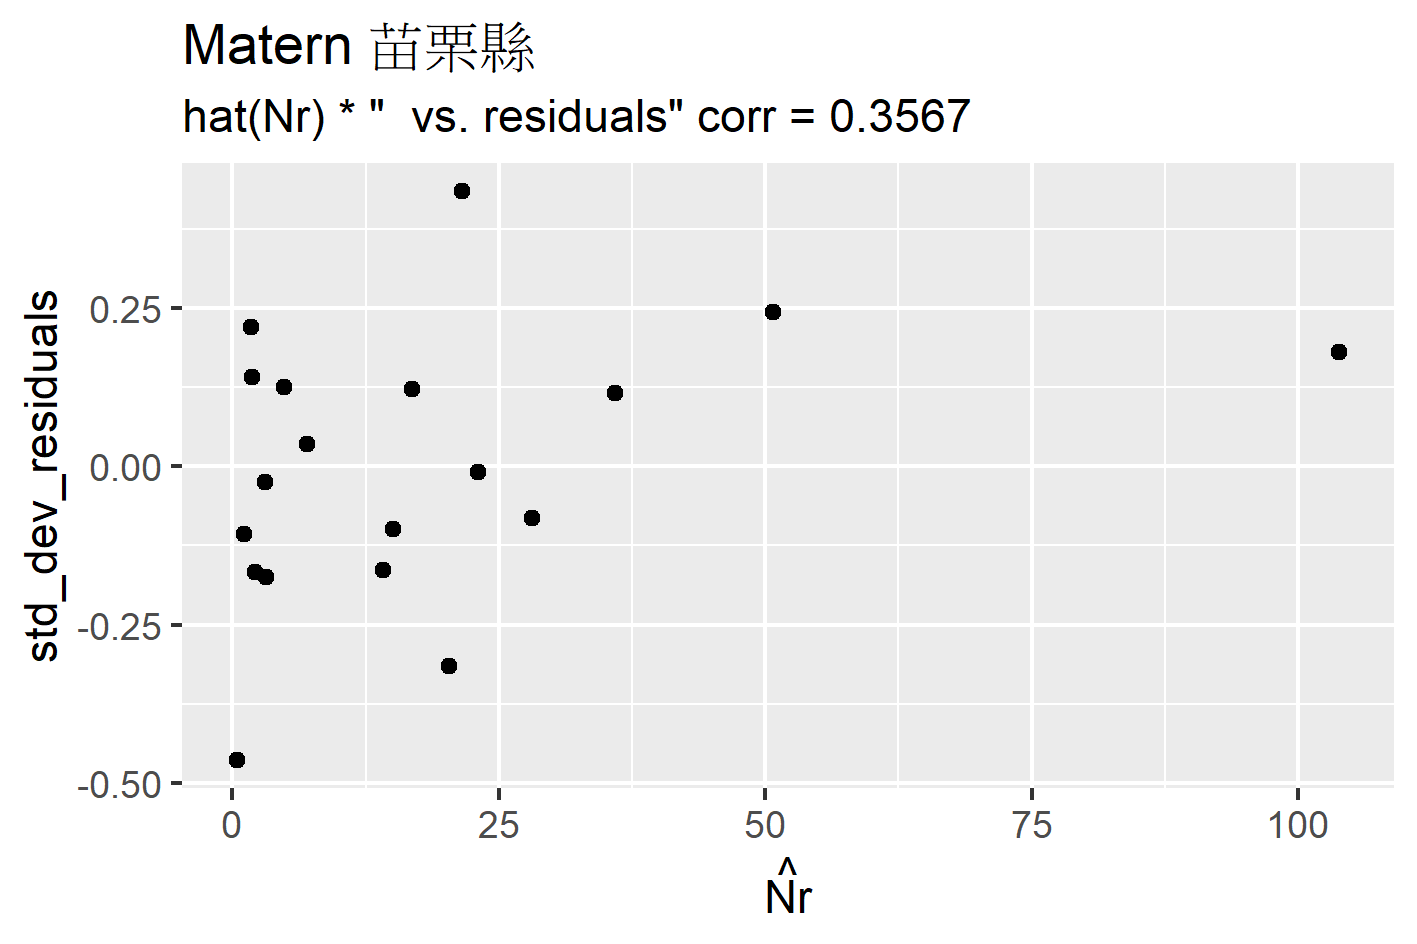 Matern 苗栗縣
hat(Nr) * "  vs. residuals" corr = 0.3567
std_dev_residuals
0.25
0.00
-0.25
-0.50
0
25
50
75
100
N̂r